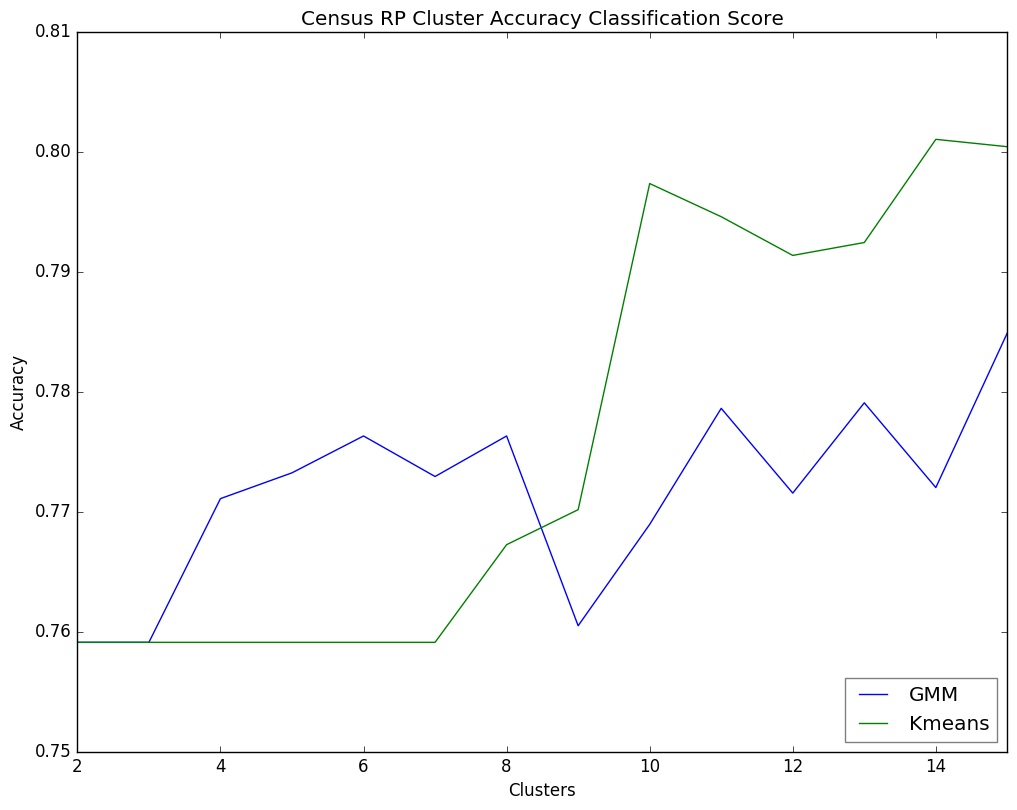 Census RP Cluster Accuracy Classification Score
0.81
0.80
0.79
0.78
0.77
0.76
0.75
Accuracy
2 4 6 8 10 12 14
Clusters
GMM
Kmeans